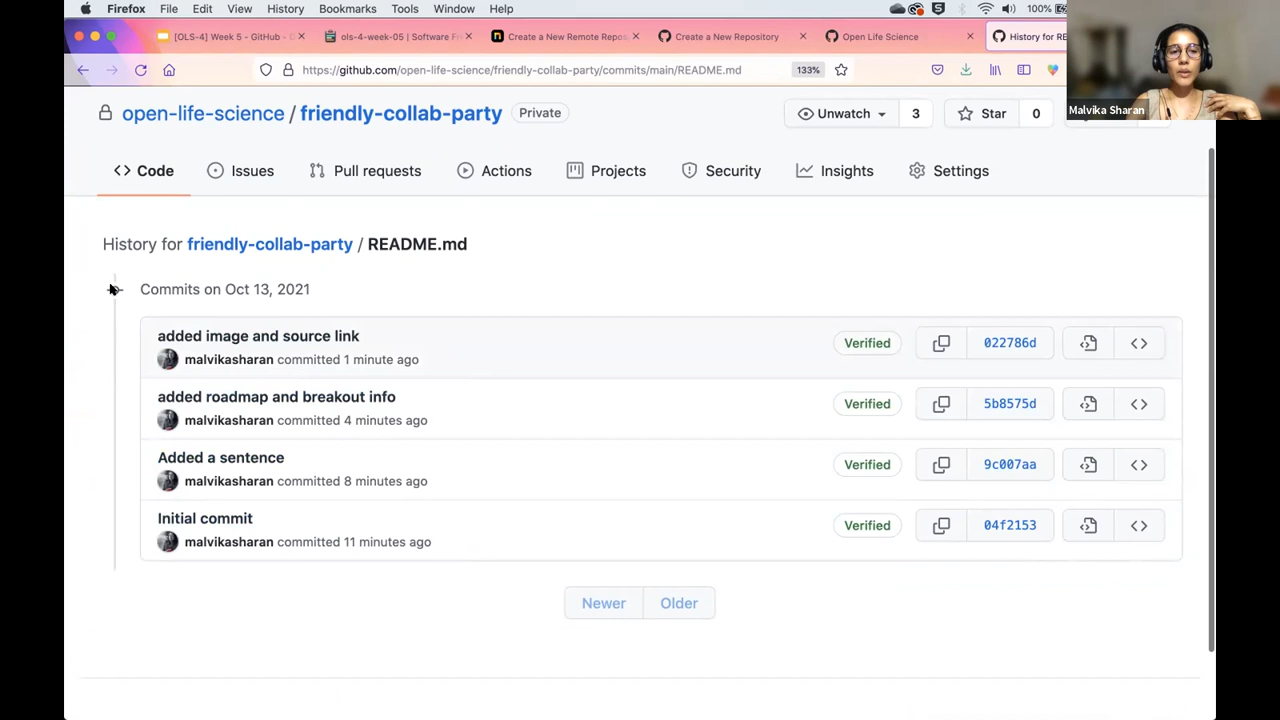 Firefox File Edit View History Bookmarks Tools Window Help 100%
[OLS-4] Week 5 - GitHub - O
ols-4-week-05 | Software Fr
Create a New Remote Repos
Create a New Repository
Open Life Science
History for RE
https://github.com/open-life-science/friendly-collab-party/commits/main/README.md 133%
Malvika Sharan
open-life-science / friendly-collab-party Private
Unwatch 3 Star 0
Code Issues Pull requests Actions Projects Security Insights Settings
History for friendly-collab-party / README.md
Commits on Oct 13, 2021
added image and source link
malvikasharan committed 1 minute ago
Verified 022786d
added roadmap and breakout info
malvikasharan committed 4 minutes ago
Verified 5b8575d
Added a sentence
malvikasharan committed 8 minutes ago
Verified 9c007aa
Initial commit
malvikasharan committed 11 minutes ago
Verified 04f2153
Newer Older